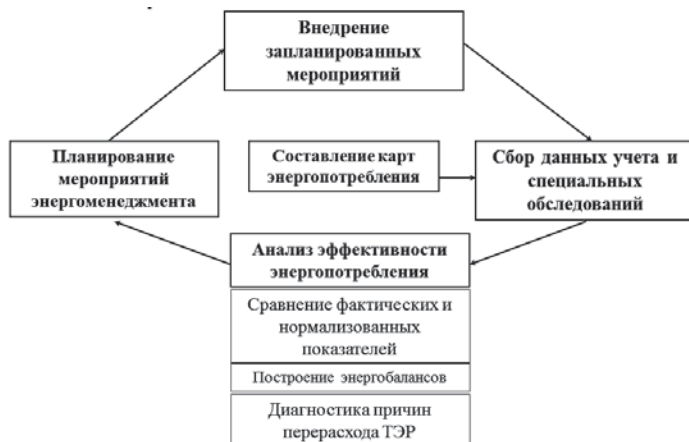 Внедрение
запланированных
мероприятий
Планирование
мероприятий
энергоменеджмента
Составление карт
энергопотребления
Сбор данных учета и
специальных
обследований
Анализ эффективности
энергопотребления
Сравнение фактических и
нормализованных
показателей
Построение энергобалансов
Диагностика причин
перерасхода ТЭР